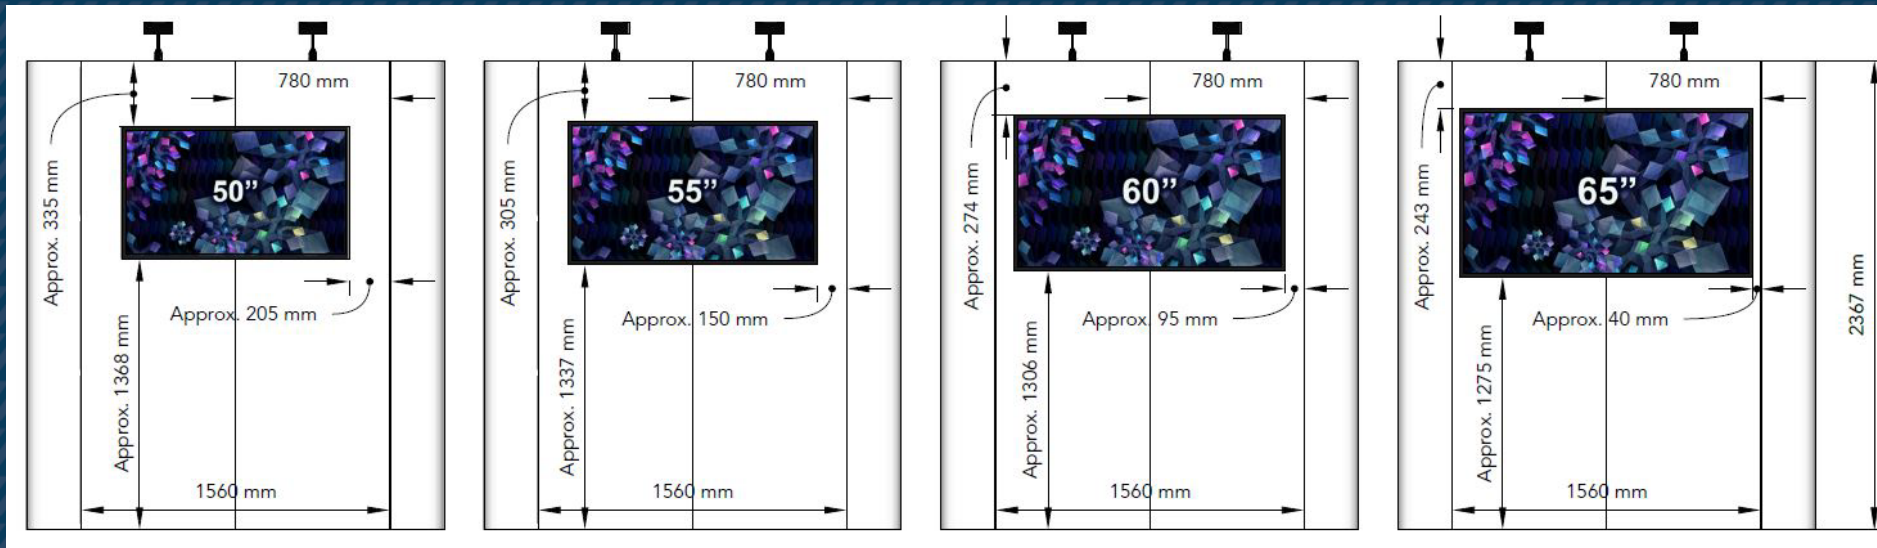 780 mm
Approx. 335 mm
50”
Approx. 205 mm
Approx. 1368 mm
1560 mm
780 mm
Approx. 305 mm
55”
Approx. 150 mm
Approx. 1337 mm
1560 mm
780 mm
Approx. 274 mm
60”
Approx. 95 mm
Approx. 1306 mm
1560 mm
780 mm
Approx. 243 mm
65”
Approx. 40 mm
Approx. 1275 mm
1560 mm
2367 mm